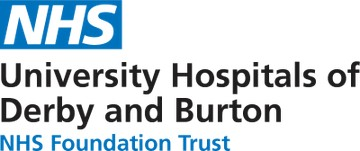 NHS
University Hospitals of
Derby and Burton
NHS Foundation Trust